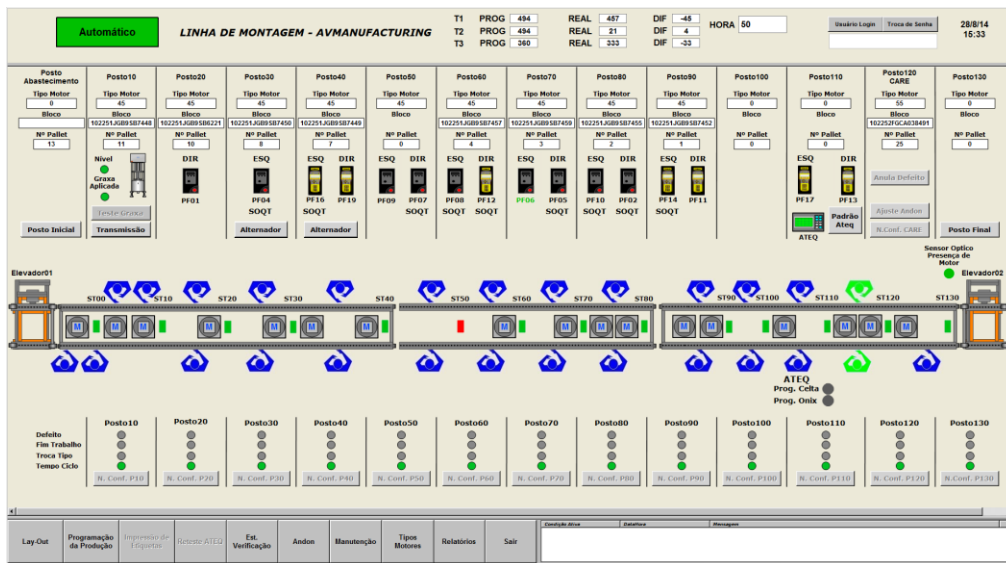 Automático
LINHA DE MONTAGEM - AVMANUFACTURING
T1 PROG 494 REAL 457 DIF -45
T2 PROG 494 REAL 21 DIF 4
T3 PROG 360 REAL 333 DIF -33
HORA 50
Usuário Login Troca de Senha
28/8/14
15:33
Posto Abastecimento Posto10 Posto20 Posto30 Posto40 Posto50 Posto60 Posto70 Posto80 Posto90 Posto100 Posto110 Posto120 CARE Posto130
Tipo Motor Tipo Motor Tipo Motor Tipo Motor Tipo Motor Tipo Motor Tipo Motor Tipo Motor Tipo Motor Tipo Motor Tipo Motor Tipo Motor Tipo Motor Tipo Motor
0 45 45 45 45 45 45 45 45 45 0 0 55 0
Bloco Bloco Bloco Bloco Bloco Bloco Bloco Bloco Bloco Bloco Bloco Bloco Bloco Bloco
102251JGB95B7448 102251JGB95B6221 102251JGB95B7450 102251JGB95B7449 102251JGB95B7457 102251JGB95B7459 102251JGB95B7455 102251JGB95B7452 102252FGCA038491
Nº Pallet Nº Pallet Nº Pallet Nº Pallet Nº Pallet Nº Pallet Nº Pallet Nº Pallet Nº Pallet Nº Pallet Nº Pallet Nº Pallet Nº Pallet Nº Pallet
13 11 10 8 7 0 4 3 2 1 0 0 25 0
Nível
Graxa Aplicada
DIR ESQ ESQ DIR ESQ DIR ESQ DIR ESQ DIR ESQ DIR ESQ DIR ESQ DIR
PF01 PF04 PF16 PF19 PF09 PF07 PF08 PF12 PF06 PF05 PF10 PF02 PF14 PF11 PF17 PF13
SOQT SOQT SOQT SOQT SOQT SOQT SOQT
Anula Defeito
Teste Graxa
Padrão Ateq
Ajuste Andon
Posto Inicial Transmissão Alternador Alternador ATEQ N.Conf. CARE Posto Final
Sensor Optico
Presença de
Motor
Elevador01 Elevador02
ST00 ST10 ST20 ST30 ST40 ST50 ST60 ST70 ST80 ST90 ST100 ST110 ST120 ST130
M M M M M M M M M M M M M M M M M M
ATEQ
Prog. Celta
Prog. Onix
Posto10 Posto20 Posto30 Posto40 Posto50 Posto60 Posto70 Posto80 Posto90 Posto100 Posto110 Posto120 Posto130
Defeito
Fim Trabalho
Troca Tipo
Tempo Ciclo
N. Conf. P10 N. Conf. P20 N. Conf. P30 N. Conf. P40 N. Conf. P50 N. Conf. P60 N. Conf. P70 N. Conf. P80 N. Conf. P90 N. Conf. P100 N. Conf. P110 N. Conf. P120 N. Conf. P130
Lay-Out Programação da Produção Impressão de Etiquetas Reteste ATEQ Est. Verificação Andon Manutenção Tipos Motores Relatórios Sair
Condição Ativa Data/Hora Mensagem